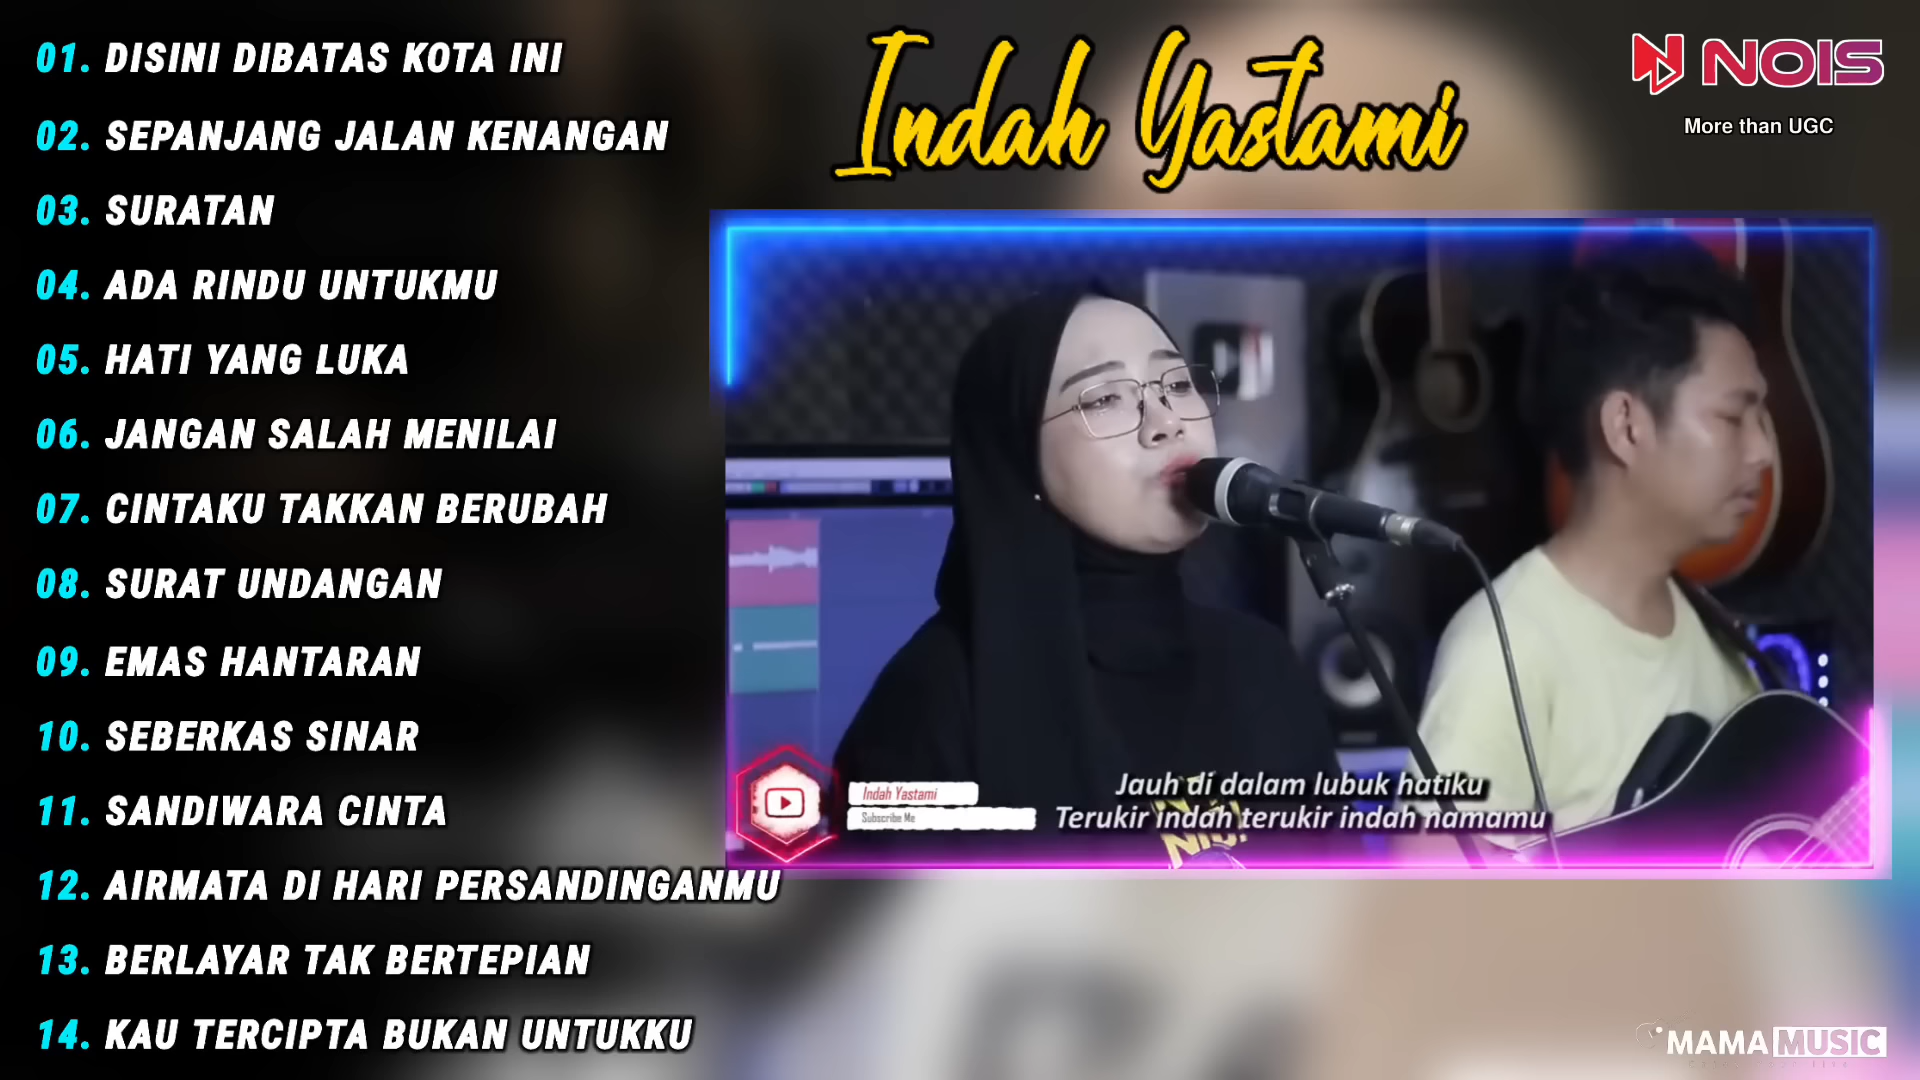 01. DISINI DIBATAS KOTA INI
02. SEPANJANG JALAN KENANGAN
03. SURATAN
04. ADA RINDU UNTUKMU
05. HATI YANG LUKA
06. JANGAN SALAH MENILAI
07. CINTAKU TAKKAN BERUBAH
08. SURAT UNDANGAN
09. EMAS HANTARAN
10. SEBERKAS SINAR
11. SANDIWARA CINTA
12. AIRMATA DI HARI PERSANDINGANMU
13. BERLAYAR TAK BERTEPIAN
14. KAU TERCIPTA BUKAN UNTUKKU
Indah Yastami
NOIS
More than UGC
Indah Yastami
Subscribe Me
Jauh di dalam lubuk hatiku
Terukir indah terukir indah namamu
MAMA MUSIC